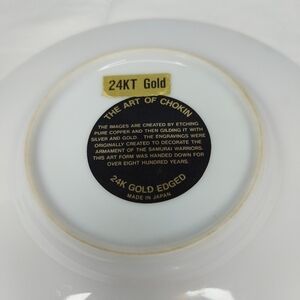 24KT Gold
THE ART OF CHOKIN
THE IMAGES ARE CREATED BY ETCHING
PURE COPPER AND THEN GILDING IT WITH
SILVER AND GOLD. THE ENGRAVINGS WERE
ORIGINALLY CREATED TO DECORATE THE
ARMAMENT OF THE SAMURAI WARRIORS.
THIS ART FORM WAS HANDED DOWN FOR
OVER EIGHT HUNDRED YEARS.
24K GOLD EDGED
MADE IN JAPAN